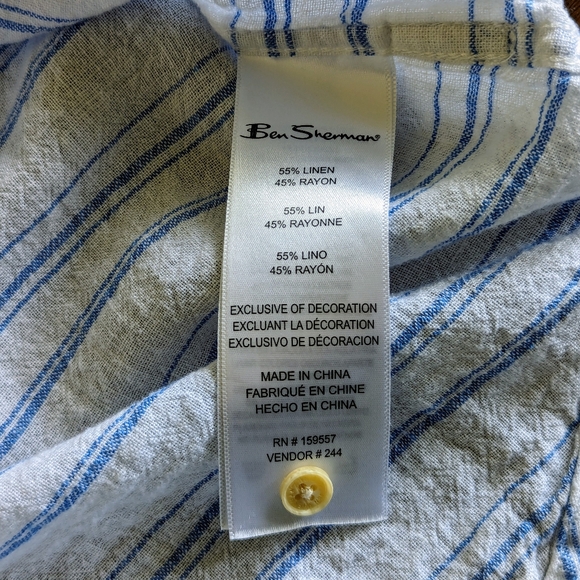 Ben Sherman®
55% LINEN
45% RAYON
55% LIN
45% RAYONNE
55% LINO
45% RAYÓN
EXCLUSIVE OF DECORATION
EXCLUANT LA DÉCORATION
EXCLUSIVO DE DÉCORACION
MADE IN CHINA
FABRIQUÉ EN CHINE
HECHO EN CHINA
RN # 159557
VENDOR # 244